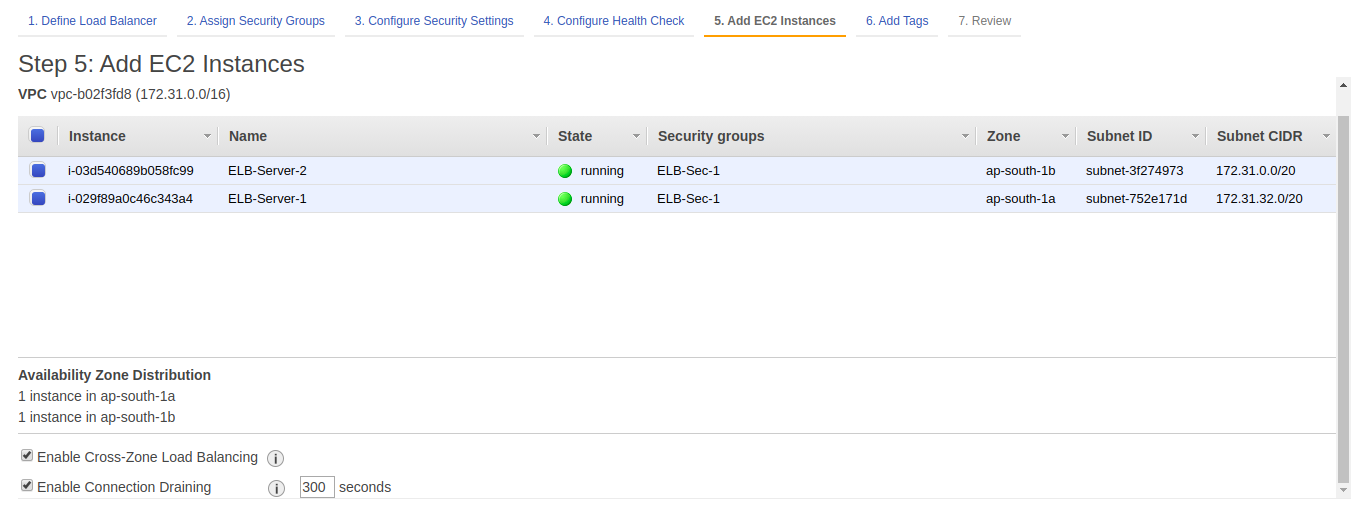 1. Define Load Balancer 2. Assign Security Groups 3. Configure Security Settings 4. Configure Health Check 5. Add EC2 Instances 6. Add Tags 7. Review
Step 5: Add EC2 Instances
VPC vpc-b02f3fd8 (172.31.0.0/16)
Instance Name State Security groups Zone Subnet ID Subnet CIDR
i-03d540689b058fc99 ELB-Server-2 running ELB-Sec-1 ap-south-1b subnet-3f274973 172.31.0.0/20
i-029f89a0c46c343a4 ELB-Server-1 running ELB-Sec-1 ap-south-1a subnet-752e171d 172.31.32.0/20
Availability Zone Distribution
1 instance in ap-south-1a
1 instance in ap-south-1b
Enable Cross-Zone Load Balancing i
Enable Connection Draining i 300 seconds